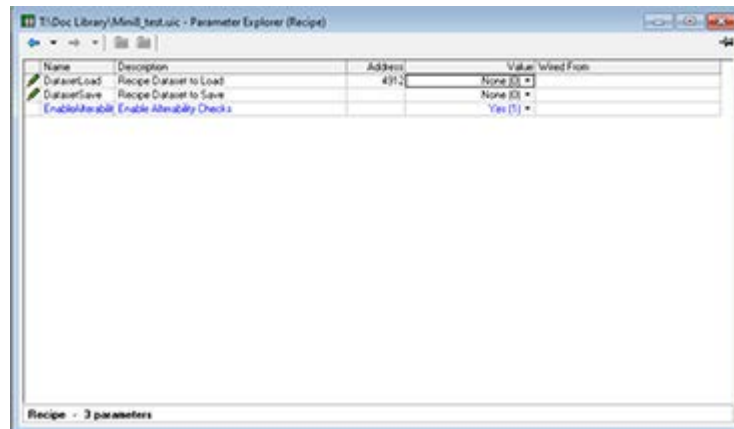 T:\Doc Library\Mini8_test.uic - Parameter Explorer (Recipe)
Name Description Address Value Wired From
DatasetLoad Recipe Dataset to Load 4912 None (0)
DatasetSave Recipe Dataset to Save None (0)
EnableAlterabilit Enable Alterability Checks Yes (1)
Recipe - 3 parameters